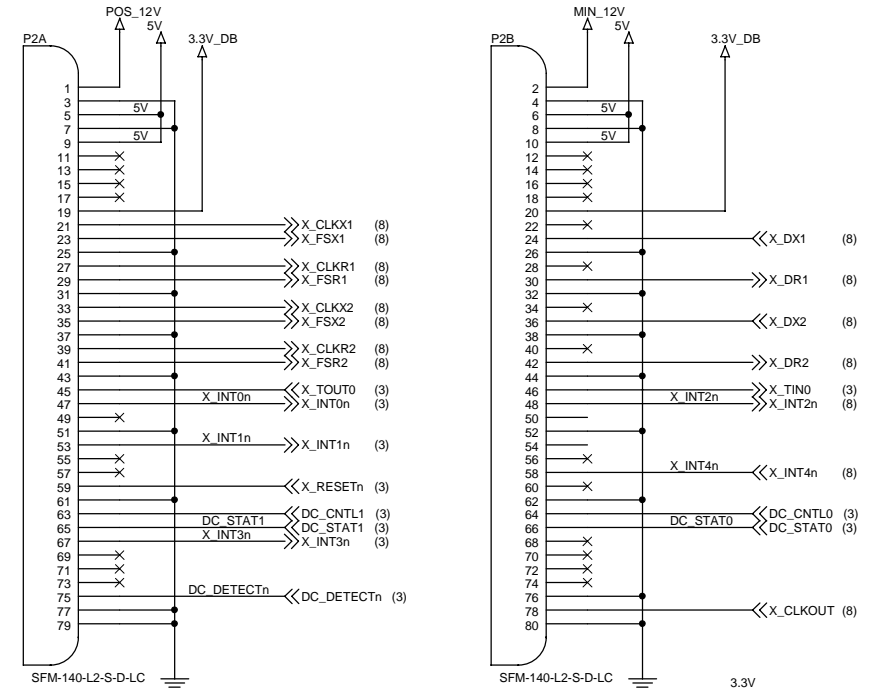 POS_12V
5V
3.3V_DB
P2A
1
3
5V
5
7
5V
9
11
13
15
17
19
21 X_CLKX1 (8)
23 X_FSX1 (8)
25
27 X_CLKR1 (8)
29 X_FSR1 (8)
31
33 X_CLKX2 (8)
35 X_FSX2 (8)
37
39 X_CLKR2 (8)
41 X_FSR2 (8)
43
45 X_TOUT0 (3)
47 X_INT0n X_INT0n (3)
49
51
53 X_INT1n X_INT1n (3)
55
57
59 X_RESETn (3)
61
63 DC_CNTL1 (3)
65 DC_STAT1 DC_STAT1 (3)
67 X_INT3n X_INT3n (3)
69
71
73
75 DC_DETECTn DC_DETECTn (3)
77
79
SFM-140-L2-S-D-LC
MIN_12V
5V
3.3V_DB
P2B
2
4
5V
6
8
5V
10
12
14
16
18
20
22
24 X_DX1 (8)
26
28
30 X_DR1 (8)
32
34
36 X_DX2 (8)
38
40
42 X_DR2 (8)
44
46 X_TIN0 (3)
48 X_INT2n X_INT2n (8)
50
52
54
56
58 X_INT4n X_INT4n (8)
60
62
64 DC_CNTL0 (3)
66 DC_STAT0 DC_STAT0 (3)
68
70
72
74
76
78 X_CLKOUT (8)
80
SFM-140-L2-S-D-LC
3.3V